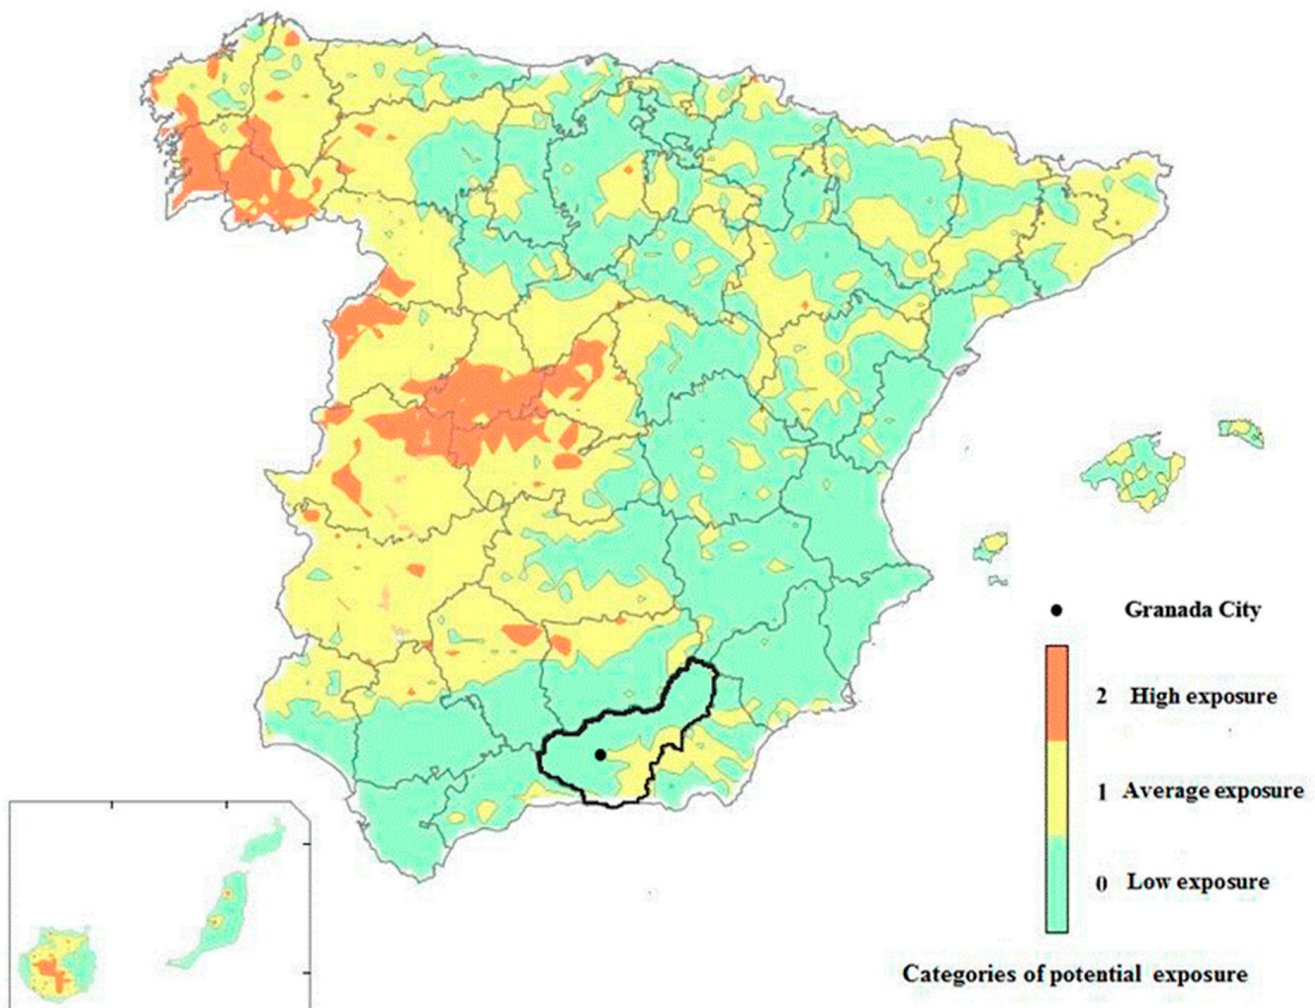 Granada City
2 High exposure
1 Average exposure
0 Low exposure
Categories of potential exposure